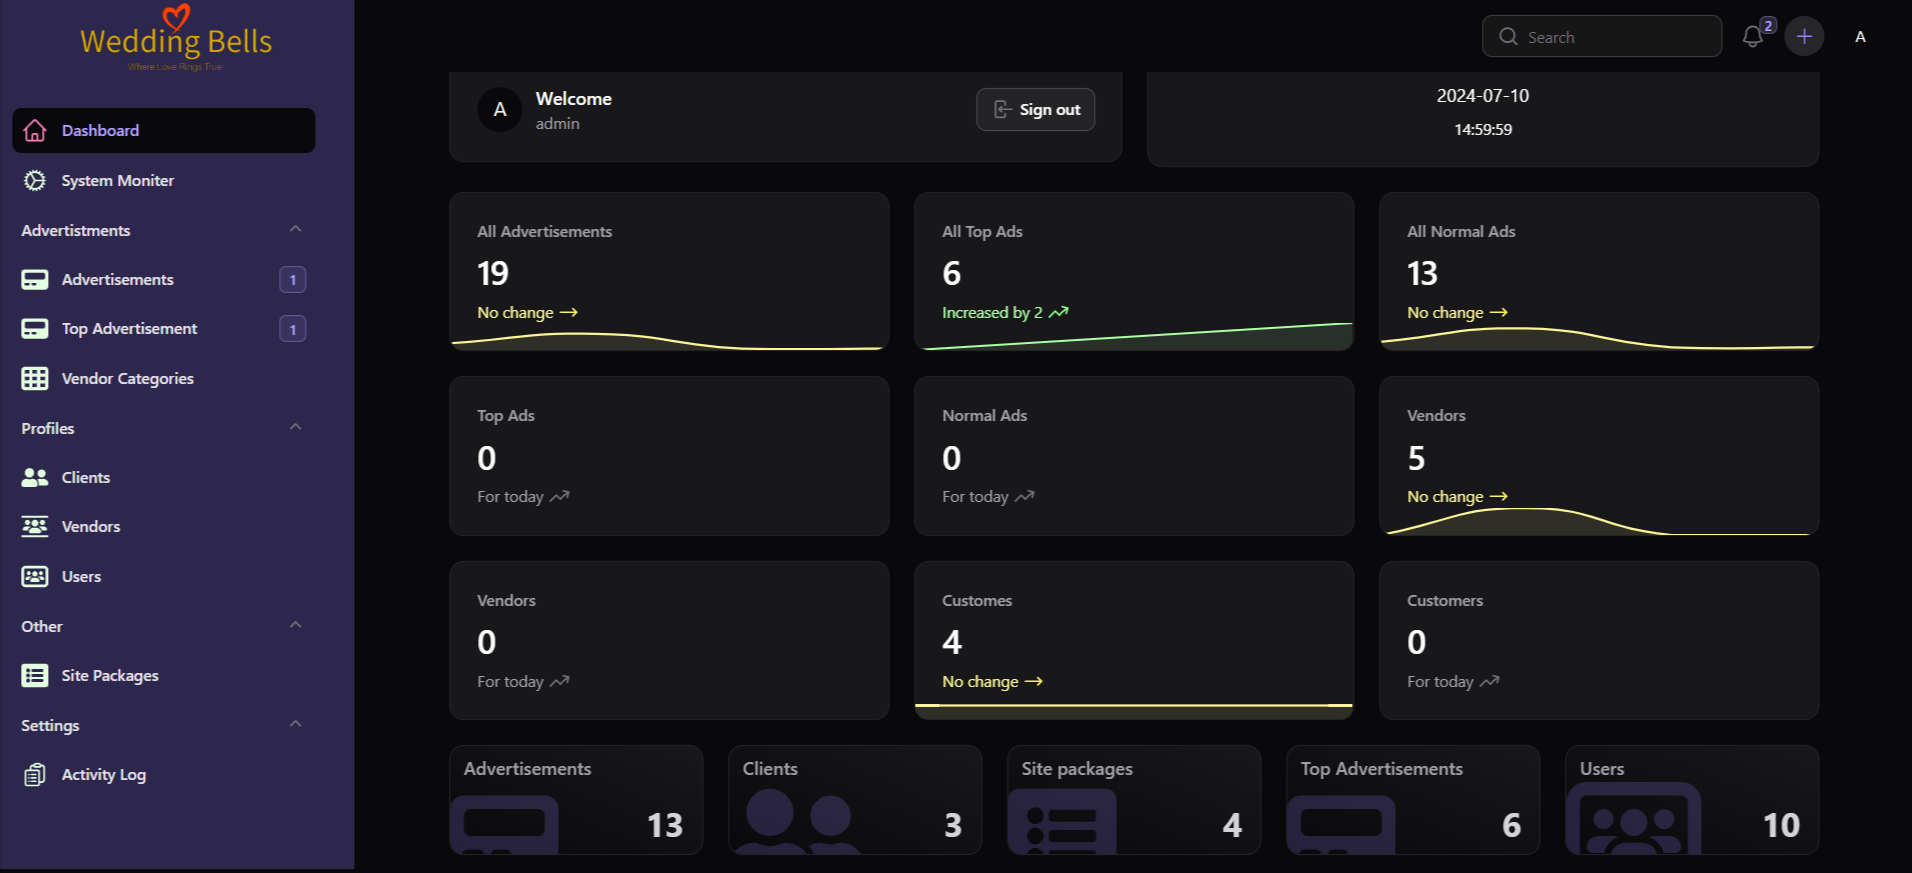 Wedding Bells
Where Love Rings True!
Dashboard
System Moniter
Advertistments
Advertisements
1
Top Advertisement
1
Vendor Categories
Profiles
Clients
Vendors
Users
Other
Site Packages
Settings
Activity Log
Search
2
A
A
Welcome
admin
Sign out
2024-07-10
14:59:59
All Advertisements
19
No change
All Top Ads
6
Increased by 2
All Normal Ads
13
No change
Top Ads
0
For today
Normal Ads
0
For today
Vendors
5
No change
Vendors
0
For today
Customes
4
No change
Customers
0
For today
Advertisements
13
Clients
3
Site packages
4
Top Advertisements
6
Users
10